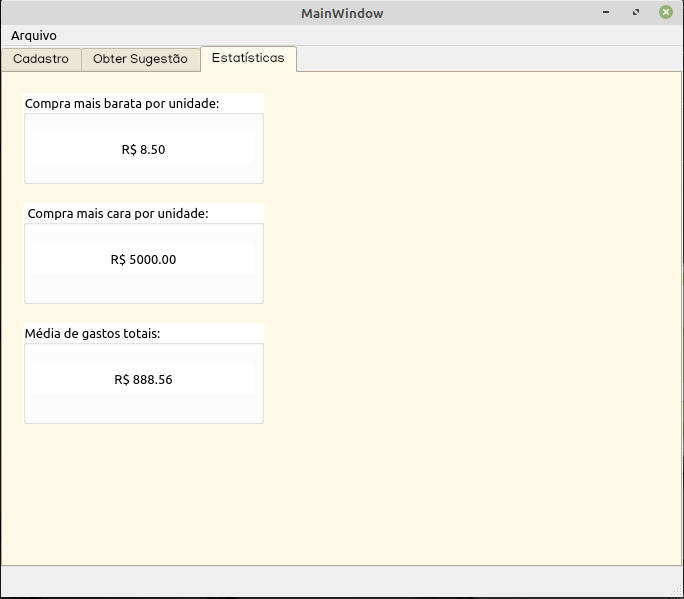 MainWindow
Arquivo
Cadastro Obter Sugestão Estatísticas
Compra mais barata por unidade:
R$ 8.50
Compra mais cara por unidade:
R$ 5000.00
Média de gastos totais:
R$ 888.56